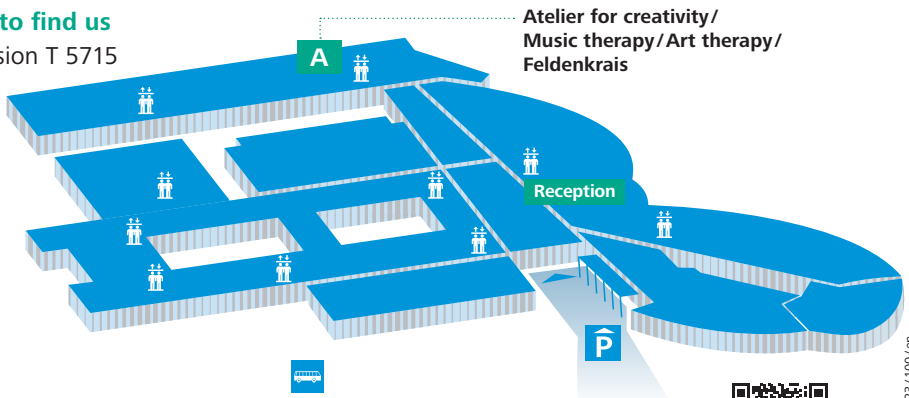 to find us
sion T 5715
A
Atelier for creativity/
Music therapy/Art therapy/
Feldenkrais
Reception
P